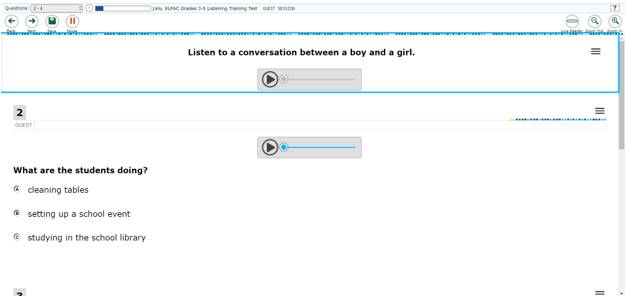 Questions: 2 - 4 14% ELPAC Grades 3-5 Listening Training Test GUEST SESSION ?
Back Next Save Pause Line Reader Zoom Out Zoom In
Listen to a conversation between a boy and a girl.
2
GUEST
What are the students doing?
A cleaning tables
B setting up a school event
C studying in the school library
3